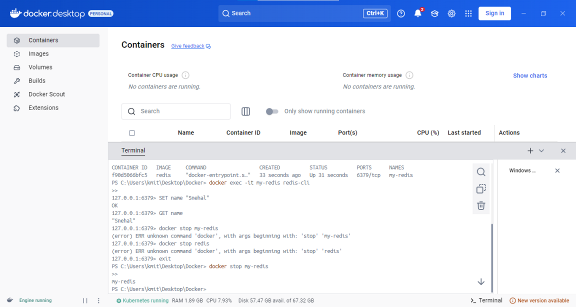 docker.desktop PERSONAL
Search Ctrl+K
Sign in
Containers
Images
Volumes
Builds
Docker Scout
Extensions
Containers Give feedback
Container CPU usage
No containers are running.
Container memory usage
No containers are running.
Show charts
Search
Only show running containers
Name Container ID Image Port(s) CPU (%) Last started Actions
Terminal
Windows...
CONTAINER ID IMAGE COMMAND CREATED STATUS PORTS NAMES
f90d5066bfc5 redis "docker-entrypoint.s…" 33 seconds ago Up 31 seconds 6379/tcp my-redis
PS C:\Users\kmit\Desktop\Docker> docker exec -it my-redis redis-cli
>>
127.0.0.1:6379> SET name "Snehal"
OK
127.0.0.1:6379> GET name
"Snehal"
127.0.0.1:6379> docker stop my-redis
(error) ERR unknown command 'docker', with args beginning with: 'stop' 'my-redis'
127.0.0.1:6379> docker stop redis
(error) ERR unknown command 'docker', with args beginning with: 'stop' 'redis'
127.0.0.1:6379> exit
PS C:\Users\kmit\Desktop\Docker> docker stop my-redis
>>
my-redis
PS C:\Users\kmit\Desktop\Docker>
Engine running
Kubernetes running RAM 1.89 GB CPU 7.93% Disk 57.47 GB avail. of 67.32 GB
Terminal
New version available